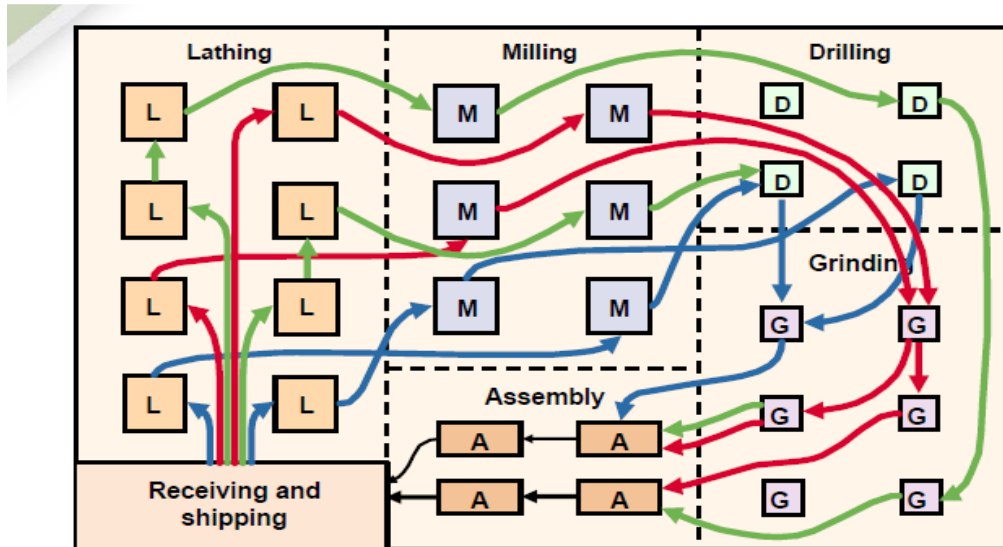 Lathing Milling Drilling
L L M M D D
L L M M D D
Grinding
L L M M G G
L L Assembly G G
A A
Receiving and
shipping
A A G G